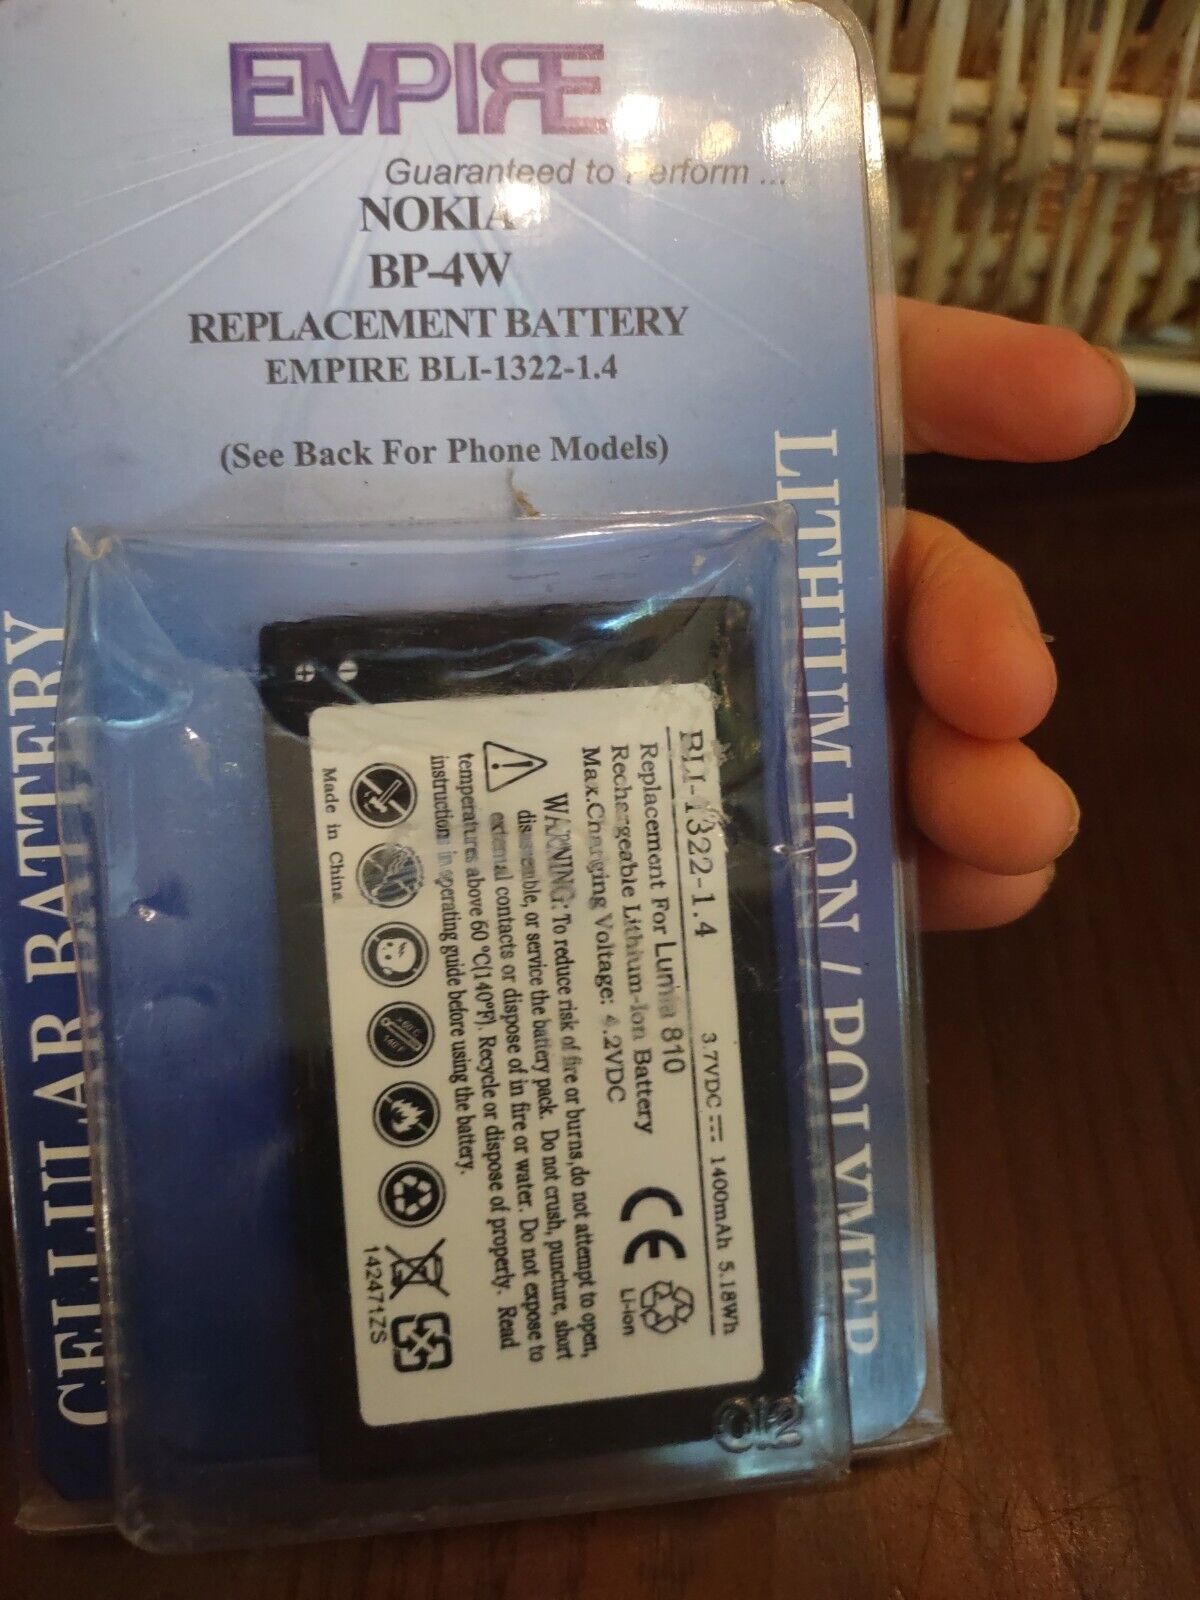 EMPIRE
Guaranteed to Perform ...
NOKIA
BP-4W
REPLACEMENT BATTERY
EMPIRE BLI-1322-1.4
(See Back For Phone Models)
CELLULAR BATTERY
LITHIUM ION / POLYMER
+ -
BLI-1322-1.4 3.7VDC 1400mAh 5.18Wh
Replacement For Lumia 810
Rechargeable Lithium-Ion Battery
Max.Charging Voltage: 4.2VDC
CE
Li-ion
WARNING: To reduce risk of fire or burns,do not attempt to open,
disassemble, or service the battery pack. Do not crush, puncture, short
external contacts or dispose of in fire or water. Do not expose to
temperatures above 60 ºC(140ºF). Recycle or dispose of properly. Read
instructions in operating guide before using the battery.
Made in China
142471ZS